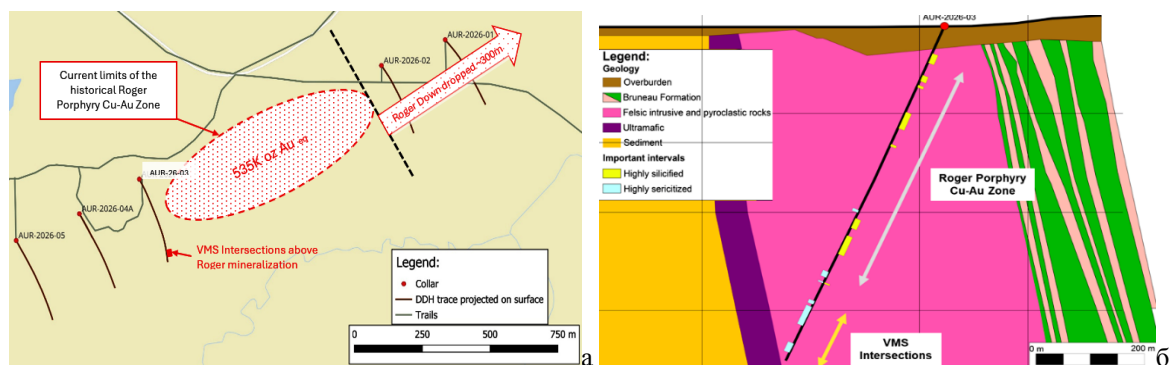 AUR-2026-01
AUR-2026-02
Current limits of the
historical Roger
Porphyry Cu-Au Zone
Roger Down dropped ~300m
535K oz Au eq
AUR-26-03
AUR-2026-04A
AUR-2026-05
VMS Intersections above
Roger mineralization
Legend:
Collar
DDH trace projected on surface
Trails
0 250 500 750 m
а
AUR-2026-03
Legend:
Geology
Overburden
Bruneau Formation
Felsic intrusive and pyroclastic rocks
Ultramafic
Sediment
Important intervals
Highly silicified
Highly sericitized
Roger Porphyry
Cu-Au Zone
VMS
Intersections
0 m 200 m
б